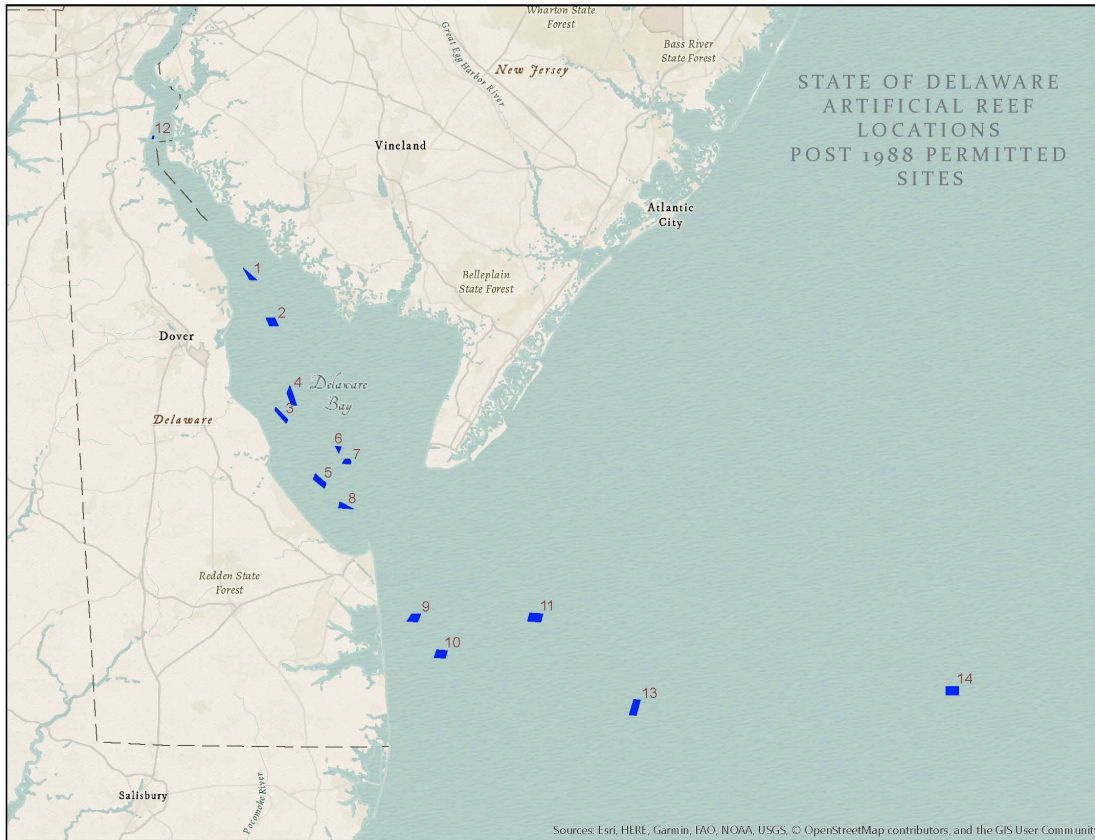 Wharton State
Forest
Bass River
State Forest
Great Egg Harbor River
New Jersey
STATE OF DELAWARE
ARTIFICIAL REEF
LOCATIONS
POST 1988 PERMITTED
SITES
12
Vineland
Atlantic
City
1
Belleplain
State Forest
2
Dover
4
Delaware
Bay
3
Delaware
6
7
5
8
Redden State
Forest
9
11
10
13
14
Salisbury
Pocomoke River
Sources: Esri, HERE, Garmin, FAO, NOAA, USGS, © OpenStreetMap contributors, and the GIS User Community